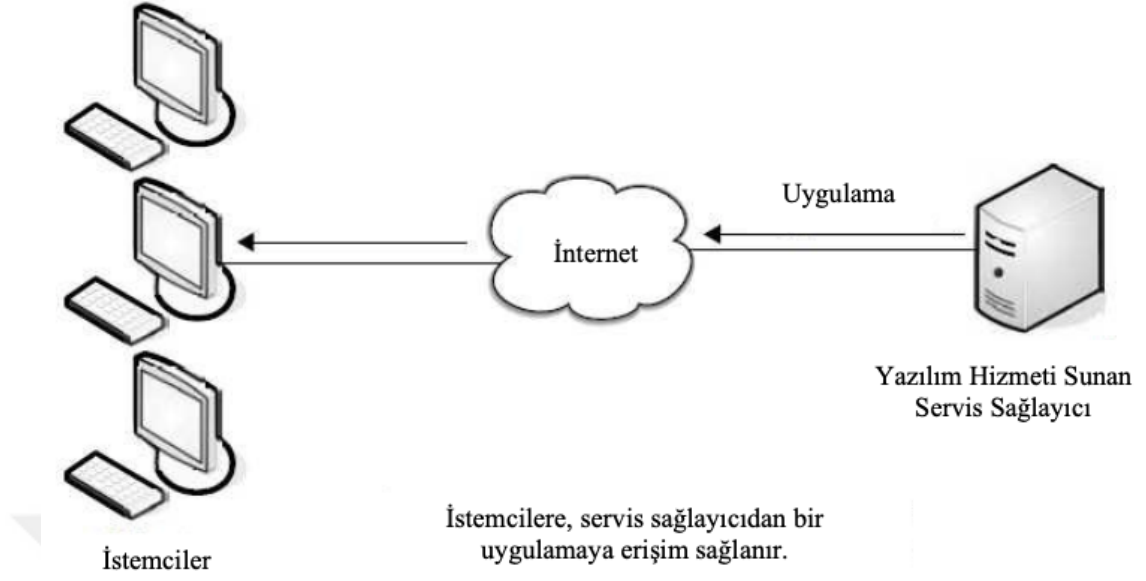 Uygulama
İnternet
Yazılım Hizmeti Sunan
Servis Sağlayıcı
İstemcilere, servis sağlayıcıdan bir
uygulamaya erişim sağlanır.
İstemciler